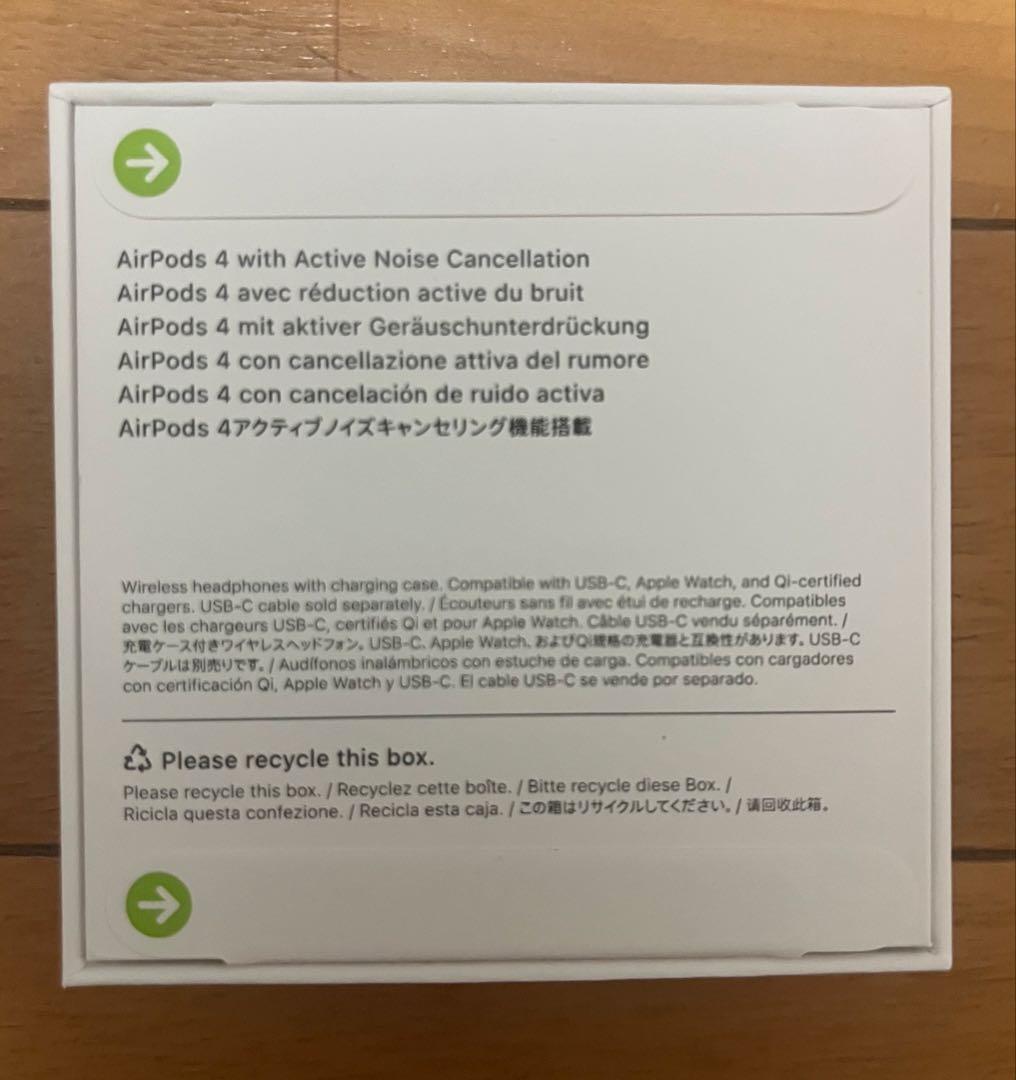 AirPods 4 with Active Noise Cancellation
AirPods 4 avec réduction active du bruit
AirPods 4 mit aktiver Geräuschunterdrückung
AirPods 4 con cancellazione attiva del rumore
AirPods 4 con cancelación de ruido activa
AirPods 4アクティブノイズキャンセリング機能搭載
Wireless headphones with charging case. Compatible with USB-C, Apple Watch, and Qi-certified
chargers. USB-C cable sold separately. / Écouteurs sans fil avec étui de recharge. Compatibles
avec les chargeurs USB-C, certifiés Qi et pour Apple Watch. Câble USB-C vendu séparément. /
充電ケース付きワイヤレスヘッドフォン。USB-C、Apple Watch、およびQi規格の充電器と互換性があります。USB-C
ケーブルは別売りです。/ Audífonos inalámbricos con estuche de carga. Compatibles con cargadores
con certificación Qi, Apple Watch y USB-C. El cable USB-C se vende por separado.
Please recycle this box.
Please recycle this box. / Recyclez cette boîte. / Bitte recycle diese Box. /
Ricicla questa confezione. / Recicla esta caja. / この箱はリサイクルしてください。/ 请回收此箱。